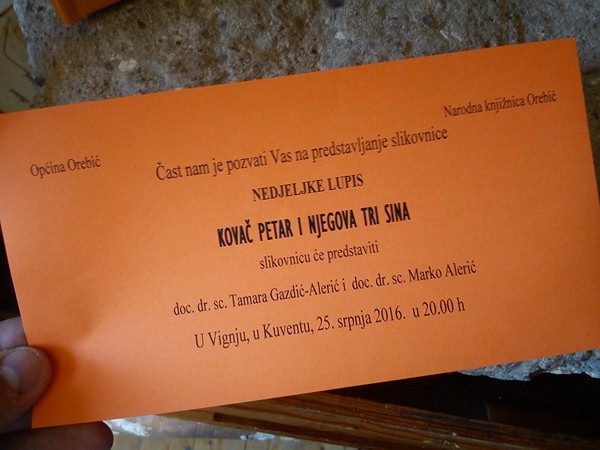 Općina Orebić
Narodna knjižnica Orebić
Čast nam je pozvati Vas na predstavljanje slikovnice
NEDJELJKE LUPIS
KOVAČ PETAR I NJEGOVA TRI SINA
slikovnicu će predstaviti
doc. dr. sc. Tamara Gazdić-Alerić i doc. dr. sc. Marko Alerić
U Vignju, u Kuventu, 25. srpnja 2016. u 20.00 h